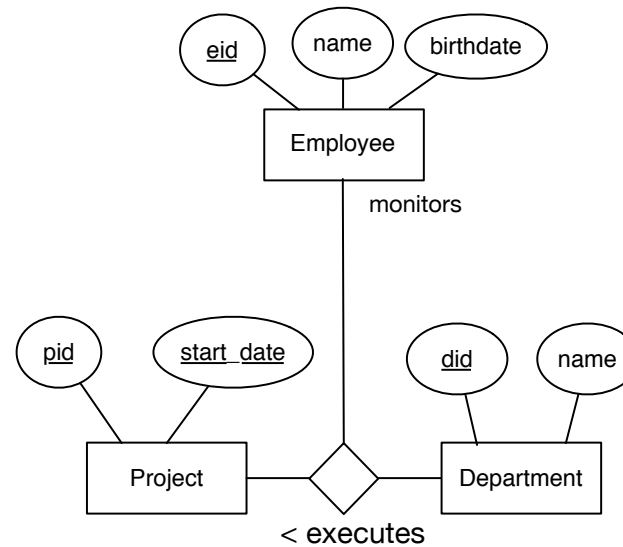 eid
name
birthdate
Employee
monitors
pid
start_date
did
name
Project
Department
< executes